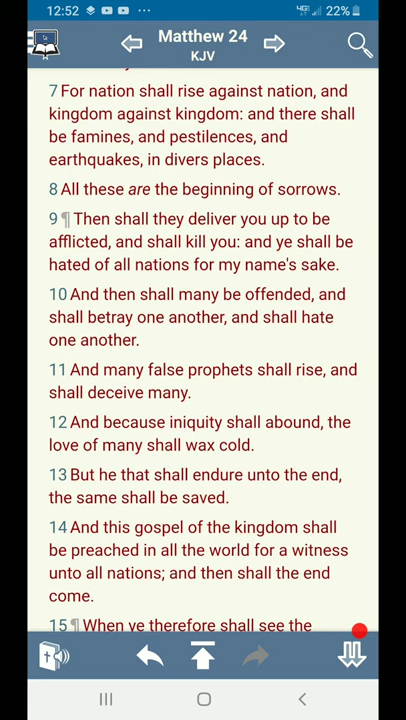 12:52 22%
Matthew 24
KJV
7 For nation shall rise against nation, and
kingdom against kingdom: and there shall
be famines, and pestilences, and
earthquakes, in divers places.
8 All these are the beginning of sorrows.
9 ¶ Then shall they deliver you up to be
afflicted, and shall kill you: and ye shall be
hated of all nations for my name's sake.
10 And then shall many be offended, and
shall betray one another, and shall hate
one another.
11 And many false prophets shall rise, and
shall deceive many.
12 And because iniquity shall abound, the
love of many shall wax cold.
13 But he that shall endure unto the end,
the same shall be saved.
14 And this gospel of the kingdom shall
be preached in all the world for a witness
unto all nations; and then shall the end
come.
15 ¶ When ye therefore shall see the